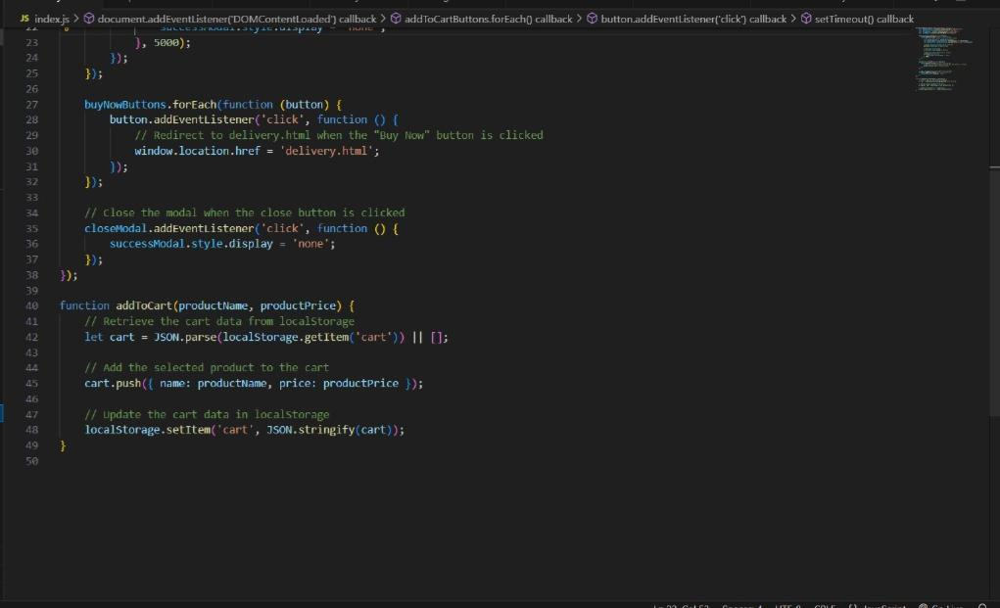 JS index.js > document.addEventListener('DOMContentLoaded') callback > addToCartButtons.forEach() callback > button.addEventListener('click') callback > setTimeout() callback
22 successModal.style.display = 'none';
23 }, 5000);
24 });
25 });
26
27 buyNowButtons.forEach(function (button) {
28 button.addEventListener('click', function () {
29 // Redirect to delivery.html when the "Buy Now" button is clicked
30 window.location.href = 'delivery.html';
31 });
32 });
33
34 // Close the modal when the close button is clicked
35 closeModal.addEventListener('click', function () {
36 successModal.style.display = 'none';
37 });
38 });
39
40 function addToCart(productName, productPrice) {
41 // Retrieve the cart data from localStorage
42 let cart = JSON.parse(localStorage.getItem('cart')) || [];
43
44 // Add the selected product to the cart
45 cart.push({ name: productName, price: productPrice });
46
47 // Update the cart data in localStorage
48 localStorage.setItem('cart', JSON.stringify(cart));
49 }
50